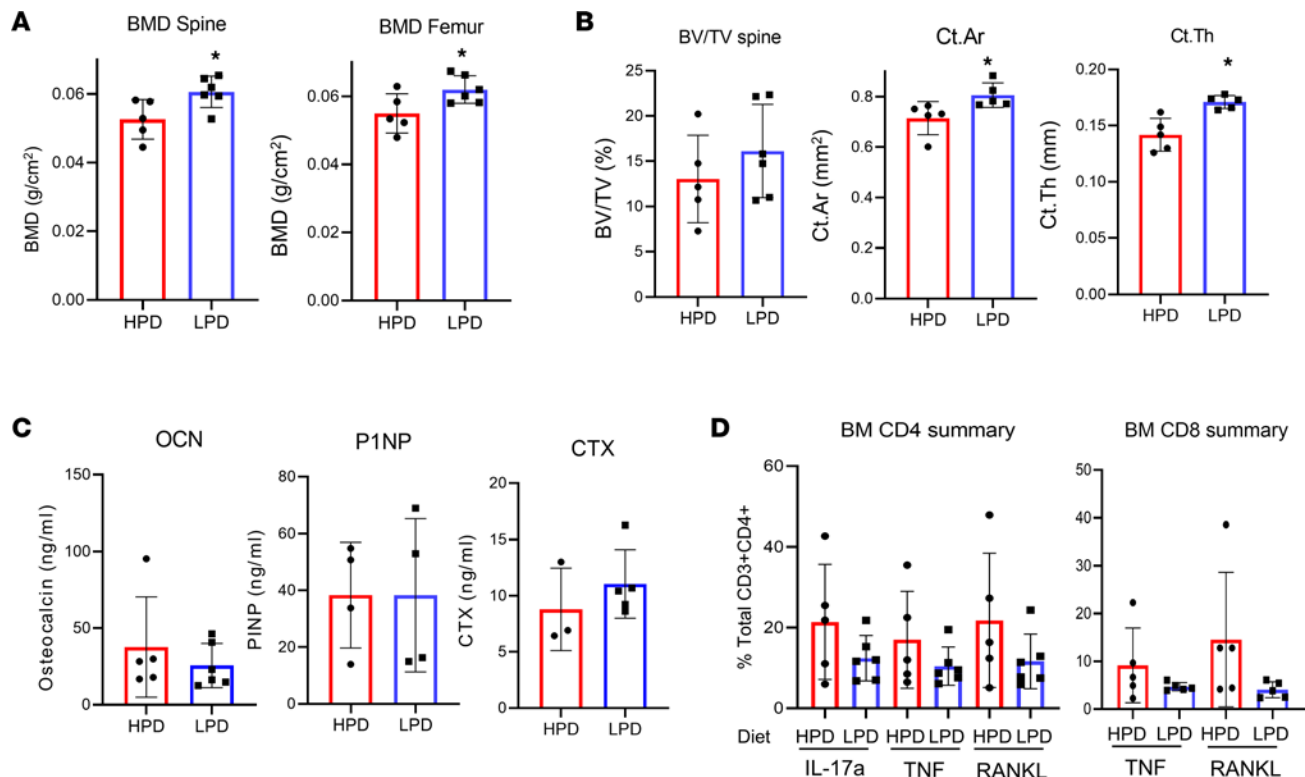 A
BMD Spine
*
BMD (g/cm²)
0.06
0.04
0.02
0.00
HPD
LPD
BMD Femur
*
BMD (g/cm²)
0.06
0.04
0.02
0.00
HPD
LPD
B
BV/TV spine
BV/TV (%)
25
20
15
10
5
0
HPD
LPD
Ct.Ar
*
Ct.Ar (mm²)
0.8
0.6
0.4
0.2
0.0
HPD
LPD
Ct.Th
*
Ct.Th (mm)
0.20
0.15
0.10
0.05
0.00
HPD
LPD
C
OCN
Osteocalcin (ng/ml)
150
100
50
0
HPD
LPD
P1NP
PINP (ng/ml)
80
60
40
20
0
HPD
LPD
CTX
CTX (ng/ml)
20
15
10
5
0
HPD
LPD
D
BM CD4 summary
% Total CD3+CD4+
60
40
20
0
Diet HPD LPD HPD LPD HPD LPD
IL-17a TNF RANKL
BM CD8 summary
50
40
30
20
10
0
HPD LPD HPD LPD
TNF RANKL